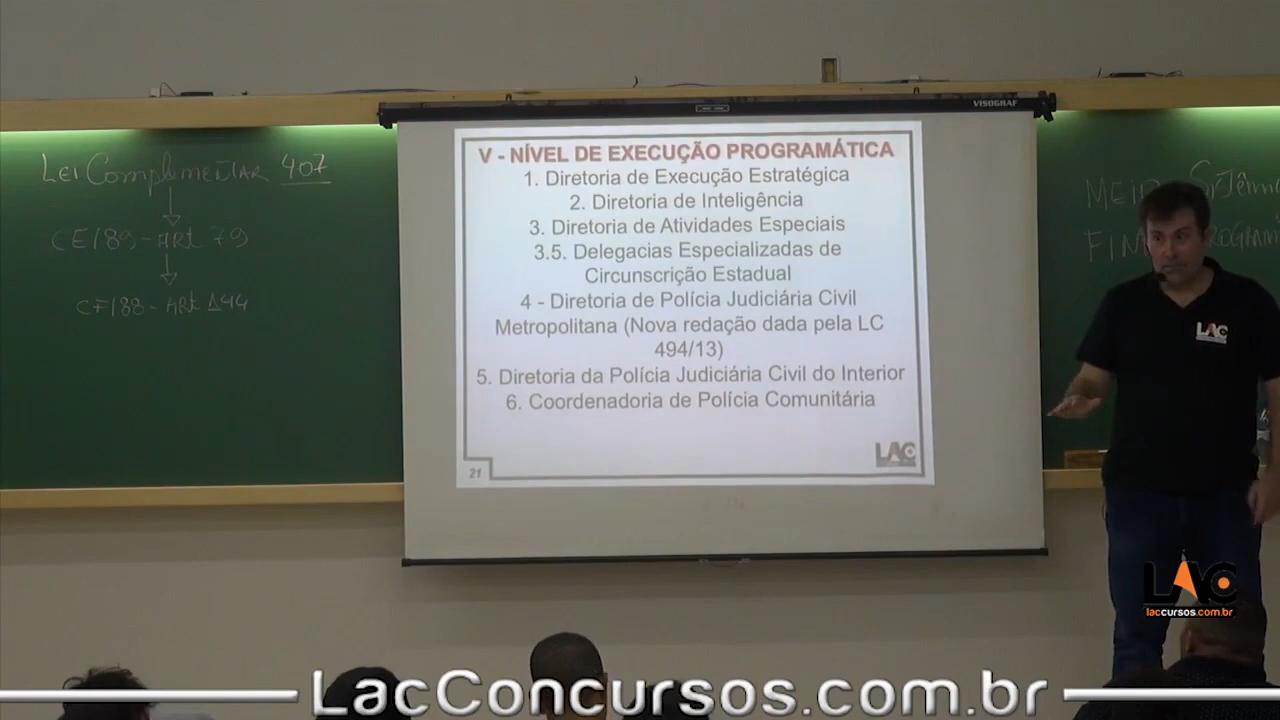 VISOGRAF
Lei Complementar 407
CE/89 - Art 79
CF/88 - Art 144
V - NÍVEL DE EXECUÇÃO PROGRAMÁTICA
1. Diretoria de Execução Estratégica
2. Diretoria de Inteligência
3. Diretoria de Atividades Especiais
3.5. Delegacias Especializadas de
Circunscrição Estadual
4 - Diretoria de Polícia Judiciária Civil
Metropolitana (Nova redação dada pela LC
494/13)
5. Diretoria da Polícia Judiciária Civil do Interior
6. Coordenadoria de Polícia Comunitária
LAC
21
MEIO
FIM
LAC
LAC
laccursos.com.br
LacConcursos.com.br